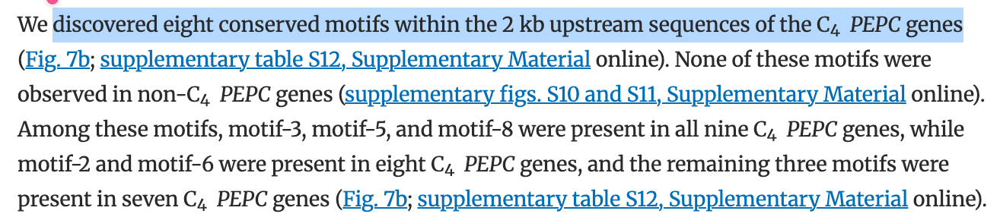 We discovered eight conserved motifs within the 2 kb upstream sequences of the C₄ PEPC genes
(Fig. 7b; supplementary table S12, Supplementary Material online). None of these motifs were
observed in non-C₄ PEPC genes (supplementary figs. S10 and S11, Supplementary Material online).
Among these motifs, motif-3, motif-5, and motif-8 were present in all nine C₄ PEPC genes, while
motif-2 and motif-6 were present in eight C₄ PEPC genes, and the remaining three motifs were
present in seven C₄ PEPC genes (Fig. 7b; supplementary table S12, Supplementary Material online).